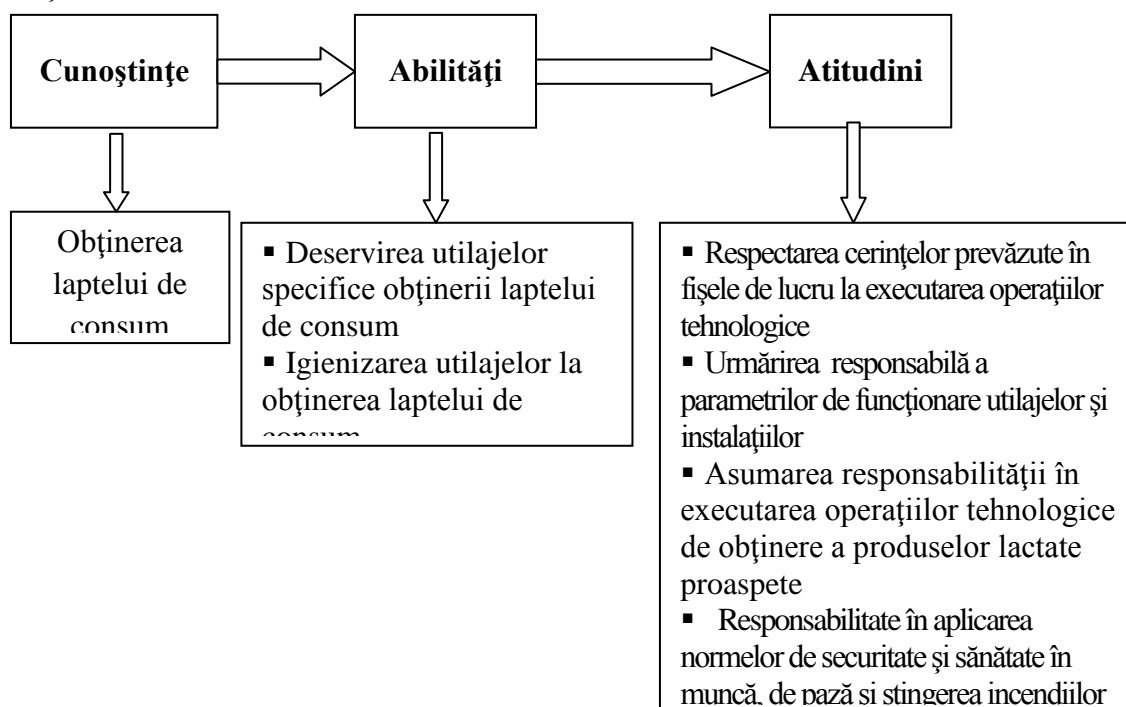 Cunoştinţe
Abilităţi
Atitudini
Obţinerea
laptelui de
consum
▪ Deservirea utilajelor
specifice obţinerii laptelui
de consum
▪ Igienizarea utilajelor la
obţinerea laptelui de
consum
▪ Respectarea cerinţelor prevăzute în
fişele de lucru la executarea operaţiilor
tehnologice
▪ Urmărirea responsabilă a
parametrilor de funcţionare utilajelor şi
instalaţiilor
▪ Asumarea responsabilităţii în
executarea operaţiilor tehnologice
de obţinere a produselor lactate
proaspete
▪ Responsabilitate în aplicarea
normelor de securitate şi sănătate în
muncă, de pază şi stingerea incendiilor